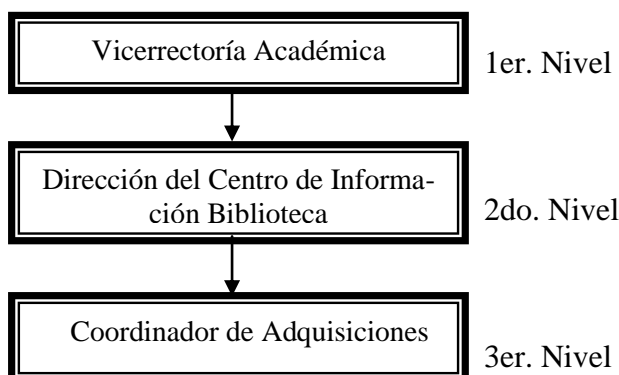 Vicerrectoría Académica
1er. Nivel
Dirección del Centro de Informa-
ción Biblioteca
2do. Nivel
Coordinador de Adquisiciones
3er. Nivel